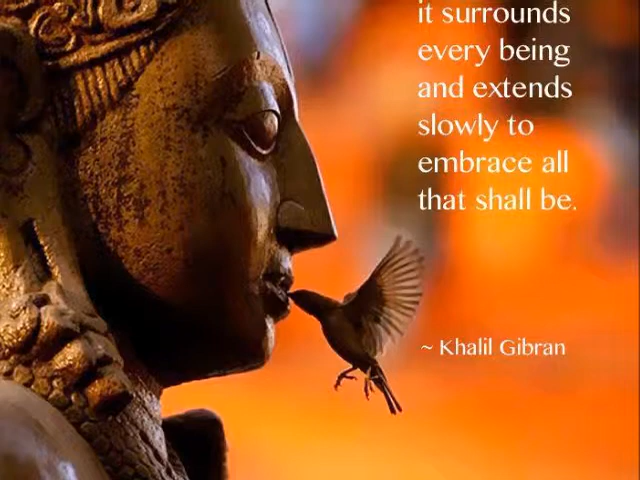 it surrounds
every being
and extends
slowly to
embrace all
that shall be.
~ Khalil Gibran